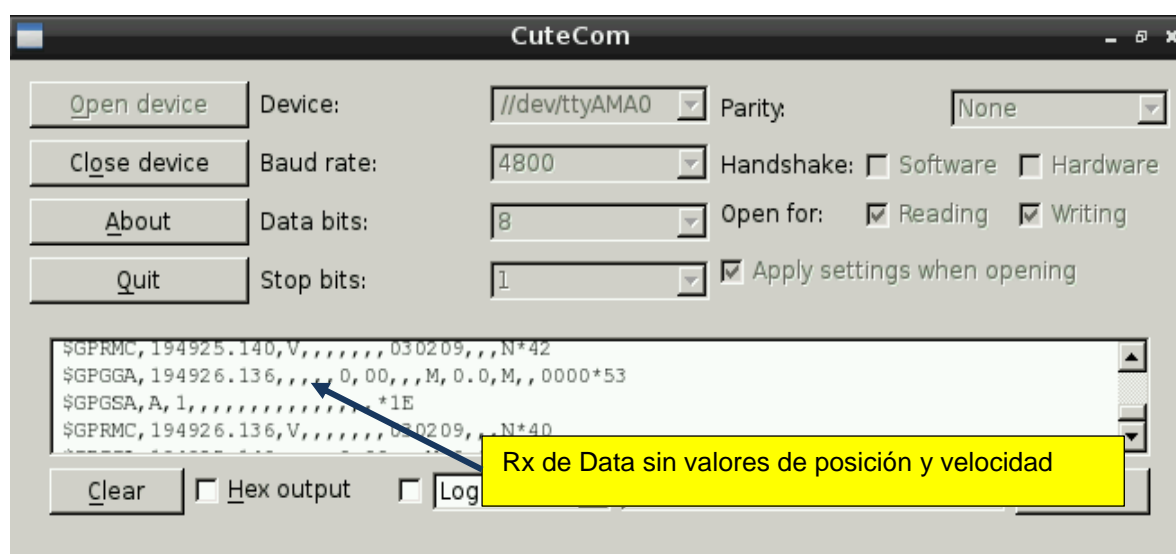 CuteCom
Open device Device: //dev/ttyAMA0 Parity: None
Close device Baud rate: 4800 Handshake: Software Hardware
About Data bits: 8 Open for: Reading Writing
Quit Stop bits: 1 Apply settings when opening
$GPRMC,194925.140,V,,,,,,,030209,,,N*42
$GPGGA,194926.136,,,,,0,00,,,M,0.0,M,,0000*53
$GPGSA,A,1,,,,,,,,,,,,,,,*1E
$GPRMC,194926.136,V,,,,,,,030209,,,N*40
Rx de Data sin valores de posición y velocidad
Clear Hex output Log